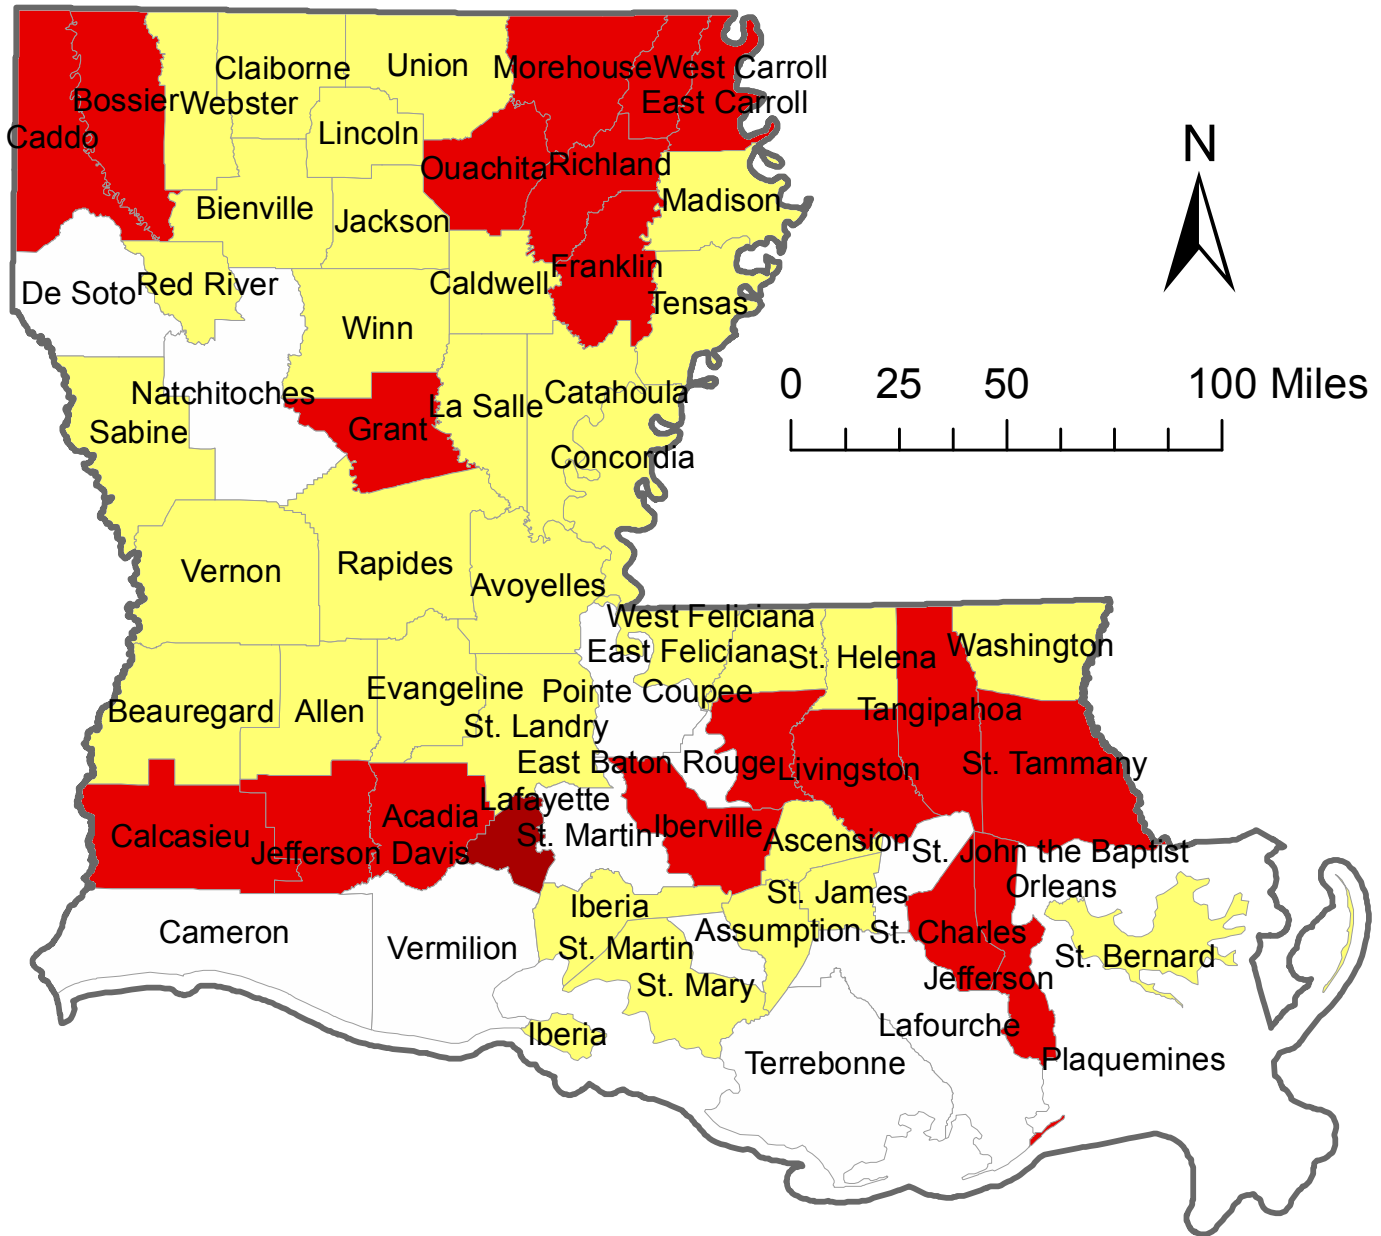 Claiborne
Union
Morehouse
West Carroll
Bossier
Webster
East Carroll
Caddo
Lincoln
Ouachita
Richland
Bienville
Jackson
Madison
N
De Soto
Red River
Caldwell
Franklin
Tensas
Winn
0 25 50 100 Miles
Natchitoches
La Salle
Catahoula
Sabine
Grant
Concordia
Vernon
Rapides
Avoyelles
West Feliciana
East Feliciana
St. Helena
Washington
Beauregard
Allen
Evangeline
Pointe Coupee
St. Landry
Tangipahoa
East Baton Rouge
Livingston
St. Tammany
Lafayette
Calcasieu
Jefferson Davis
Acadia
St. Martin
Iberville
Ascension
St. John the Baptist
Orleans
Cameron
Vermilion
Iberia
St. James
St. Martin
Assumption
St. Charles
St. Bernard
St. Mary
Jefferson
Iberia
Lafourche
Terrebonne
Plaquemines